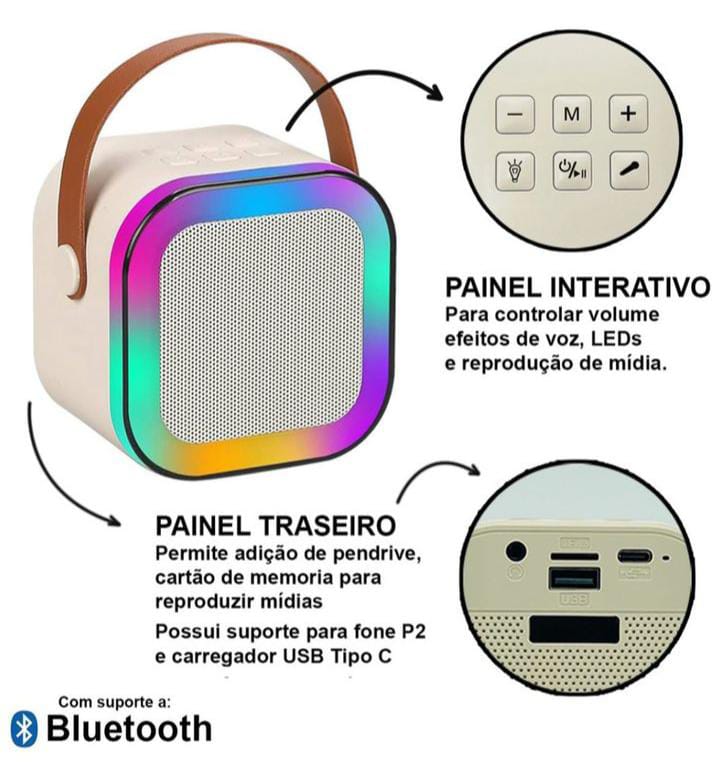 M
PAINEL INTERATIVO
Para controlar volume
efeitos de voz, LEDs
e reprodução de mídia.
PAINEL TRASEIRO
Permite adição de pendrive,
cartão de memoria para
reproduzir mídias
Possui suporte para fone P2
e carregador USB Tipo C
USB
Com suporte a:
Bluetooth